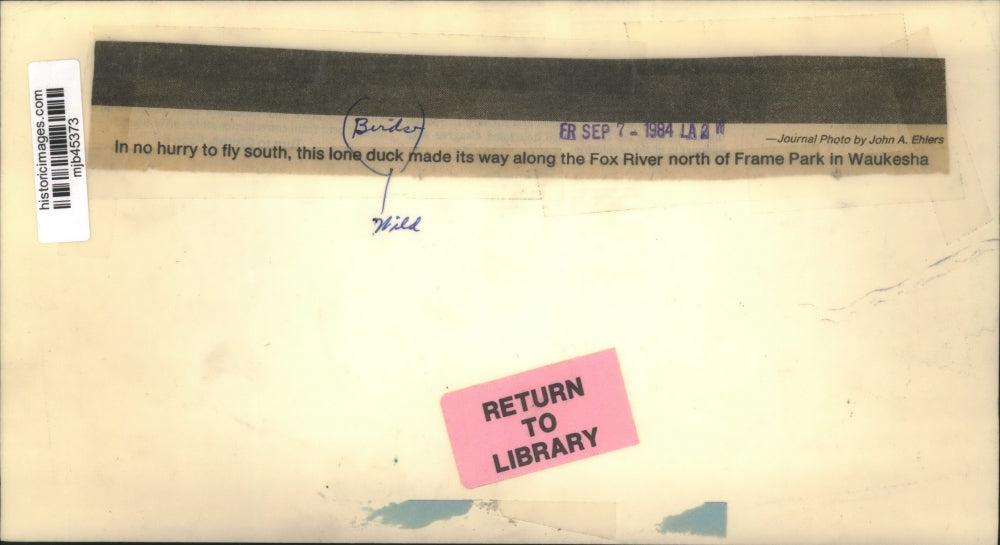 historicimages.com
mjb45373
Birds
FR SEP 7 - 1984 LA 2 W
—Journal Photo by John A. Ehlers
In no hurry to fly south, this lone duck made its way along the Fox River north of Frame Park in Waukesha
Wild
RETURN
TO
LIBRARY